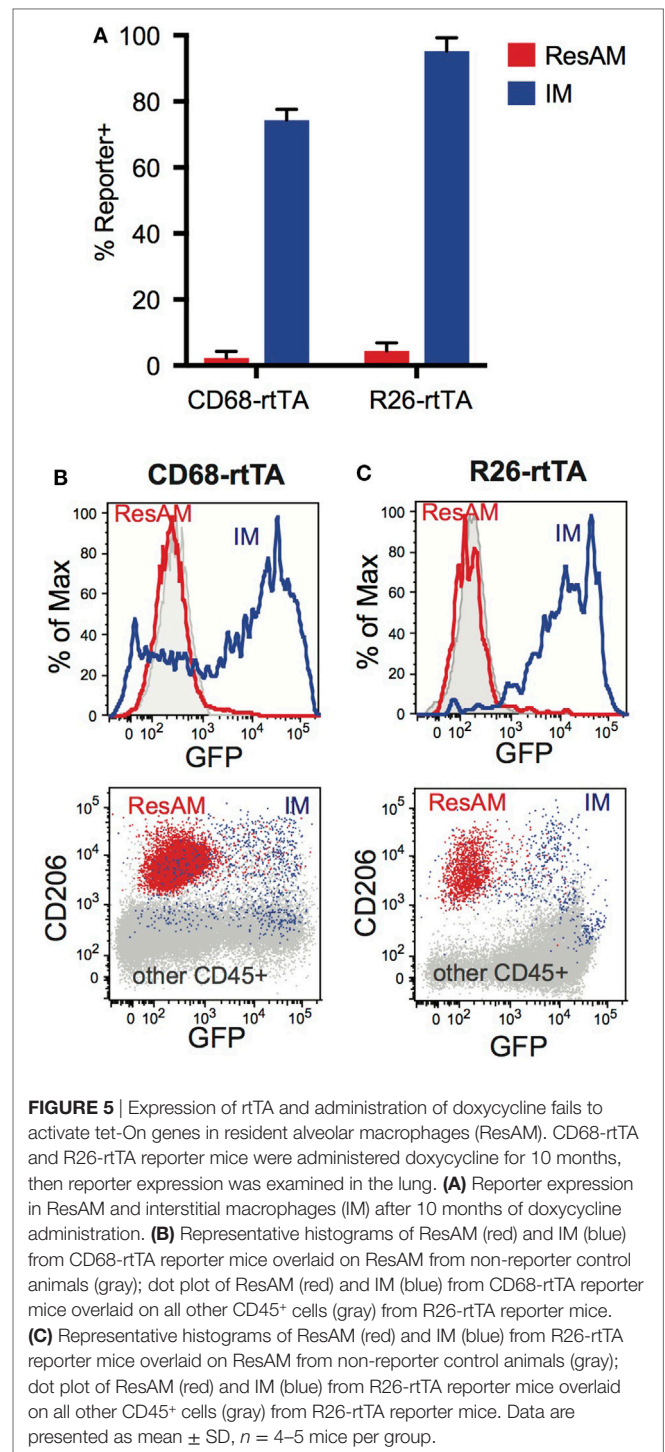 A
100
80
60
40
20
0
% Reporter+
ResAM
IM
CD68-rtTA
R26-rtTA
B
CD68-rtTA
ResAM
IM
100
80
60
40
20
0
% of Max
0 10² 10³ 10⁴ 10⁵
GFP
ResAM
IM
10⁵
10⁴
10³
10²
0
CD206
other CD45+
0 10² 10³ 10⁴ 10⁵
GFP
C
R26-rtTA
ResAM
IM
100
80
60
40
20
0
0 10² 10³ 10⁴ 10⁵
GFP
ResAM
IM
10⁵
10⁴
10³
10²
0
CD206
other CD45+
0 10² 10³ 10⁴ 10⁵
GFP
FIGURE 5 | Expression of rtTA and administration of doxycycline fails to
activate tet-On genes in resident alveolar macrophages (ResAM). CD68-rtTA
and R26-rtTA reporter mice were administered doxycycline for 10 months,
then reporter expression was examined in the lung. (A) Reporter expression
in ResAM and interstitial macrophages (IM) after 10 months of doxycycline
administration. (B) Representative histograms of ResAM (red) and IM (blue)
from CD68-rtTA reporter mice overlaid on ResAM from non-reporter control
animals (gray); dot plot of ResAM (red) and IM (blue) from CD68-rtTA reporter
mice overlaid on all other CD45⁺ cells (gray) from R26-rtTA reporter mice.
(C) Representative histograms of ResAM (red) and IM (blue) from R26-rtTA
reporter mice overlaid on ResAM from non-reporter control animals (gray);
dot plot of ResAM (red) and IM (blue) from R26-rtTA reporter mice overlaid
on all other CD45⁺ cells (gray) from R26-rtTA reporter mice. Data are
presented as mean ± SD, n = 4–5 mice per group.